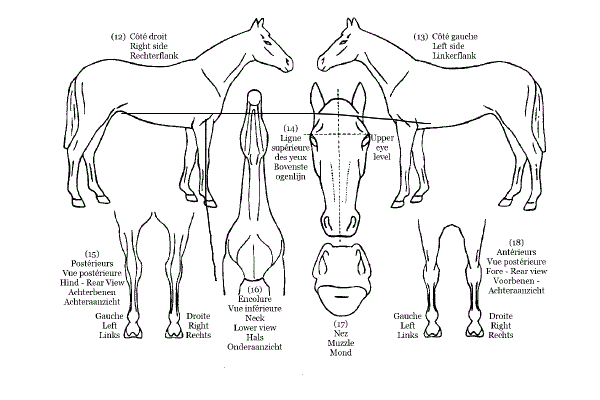 (12) Côté droit
Right side
Rechterflank
(13) Côté gauche
Left side
Linkerflank
(14)
Ligne
supérieure
des yeux
Bovenste
ogenlijn
Upper
eye
level
(15)
Postérieurs
Vue postérieure
Hind - Rear View
Achterbenen
Achteraanzicht
Gauche
Left
Links
Droite
Right
Rechts
(16)
Encolure
Vue inférieure
Neck
Lower view
Hals
Onderaanzicht
(17)
Nez
Muzzle
Mond
(18)
Antérieurs
Vue postérieure
Fore - Rear view
Voorbenen -
Achteraanzicht
Gauche
Left
Links
Droite
Right
Rechts